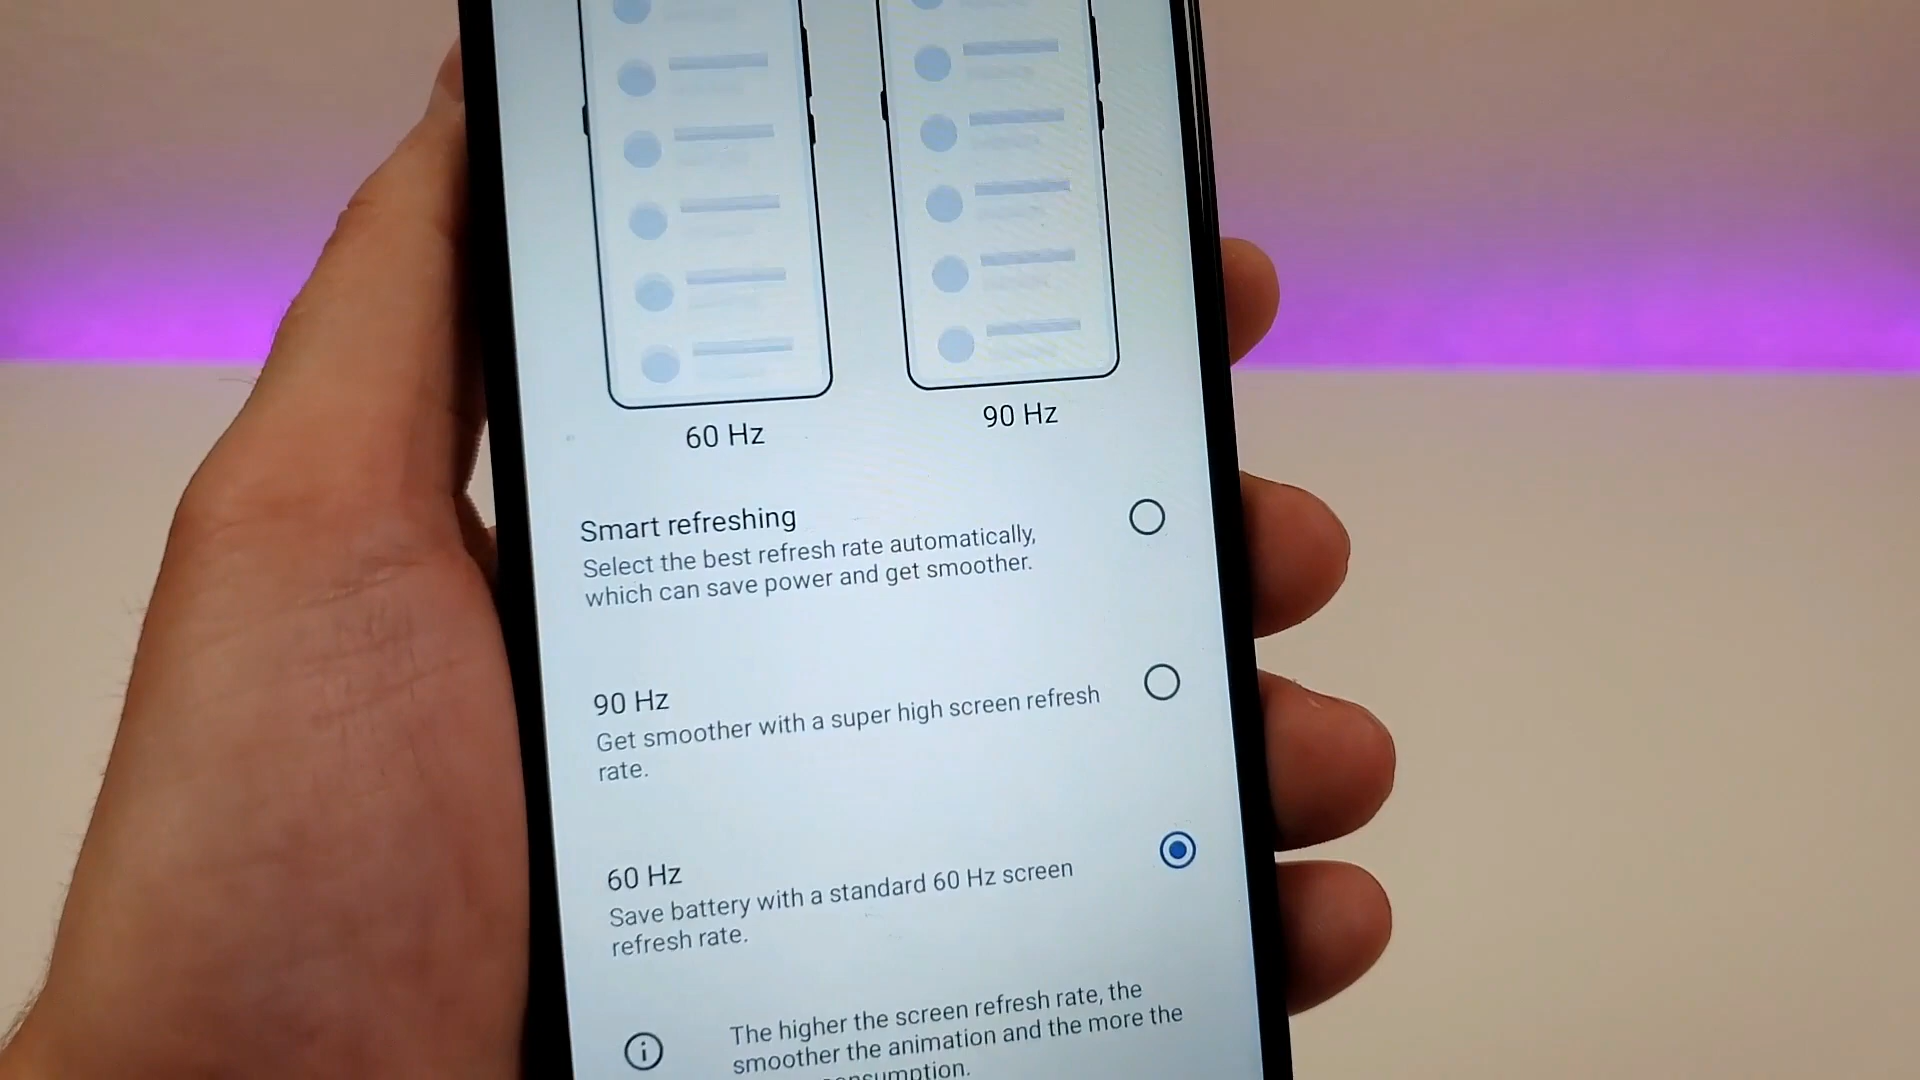 60 Hz
90 Hz
Smart refreshing
Select the best refresh rate automatically,
which can save power and get smoother.
90 Hz
Get smoother with a super high screen refresh
rate.
60 Hz
Save battery with a standard 60 Hz screen
refresh rate.
The higher the screen refresh rate, the
smoother the animation and the more the